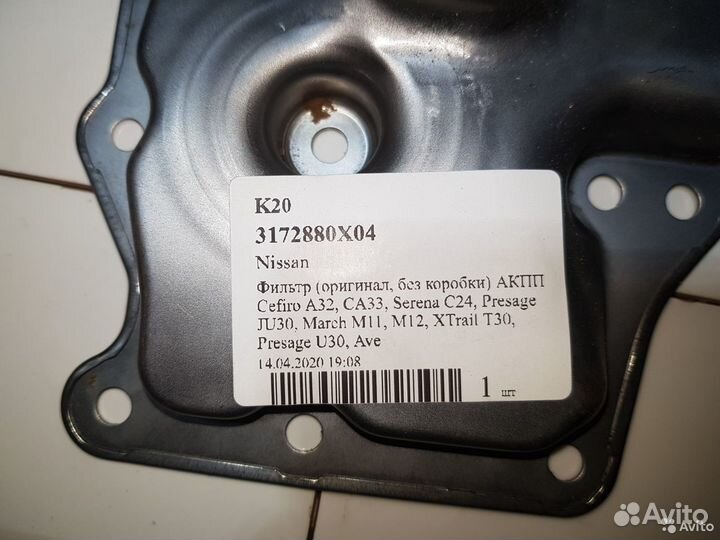 K20
3172880X04
Nissan
Фильтр (оригинал, без коробки) АКПП
Cefiro A32, CA33, Serena C24, Presage
JU30, March M11, M12, XTrail T30,
Presage U30, Ave
14.04.2020 19:08
1 шт
Avito
Avito